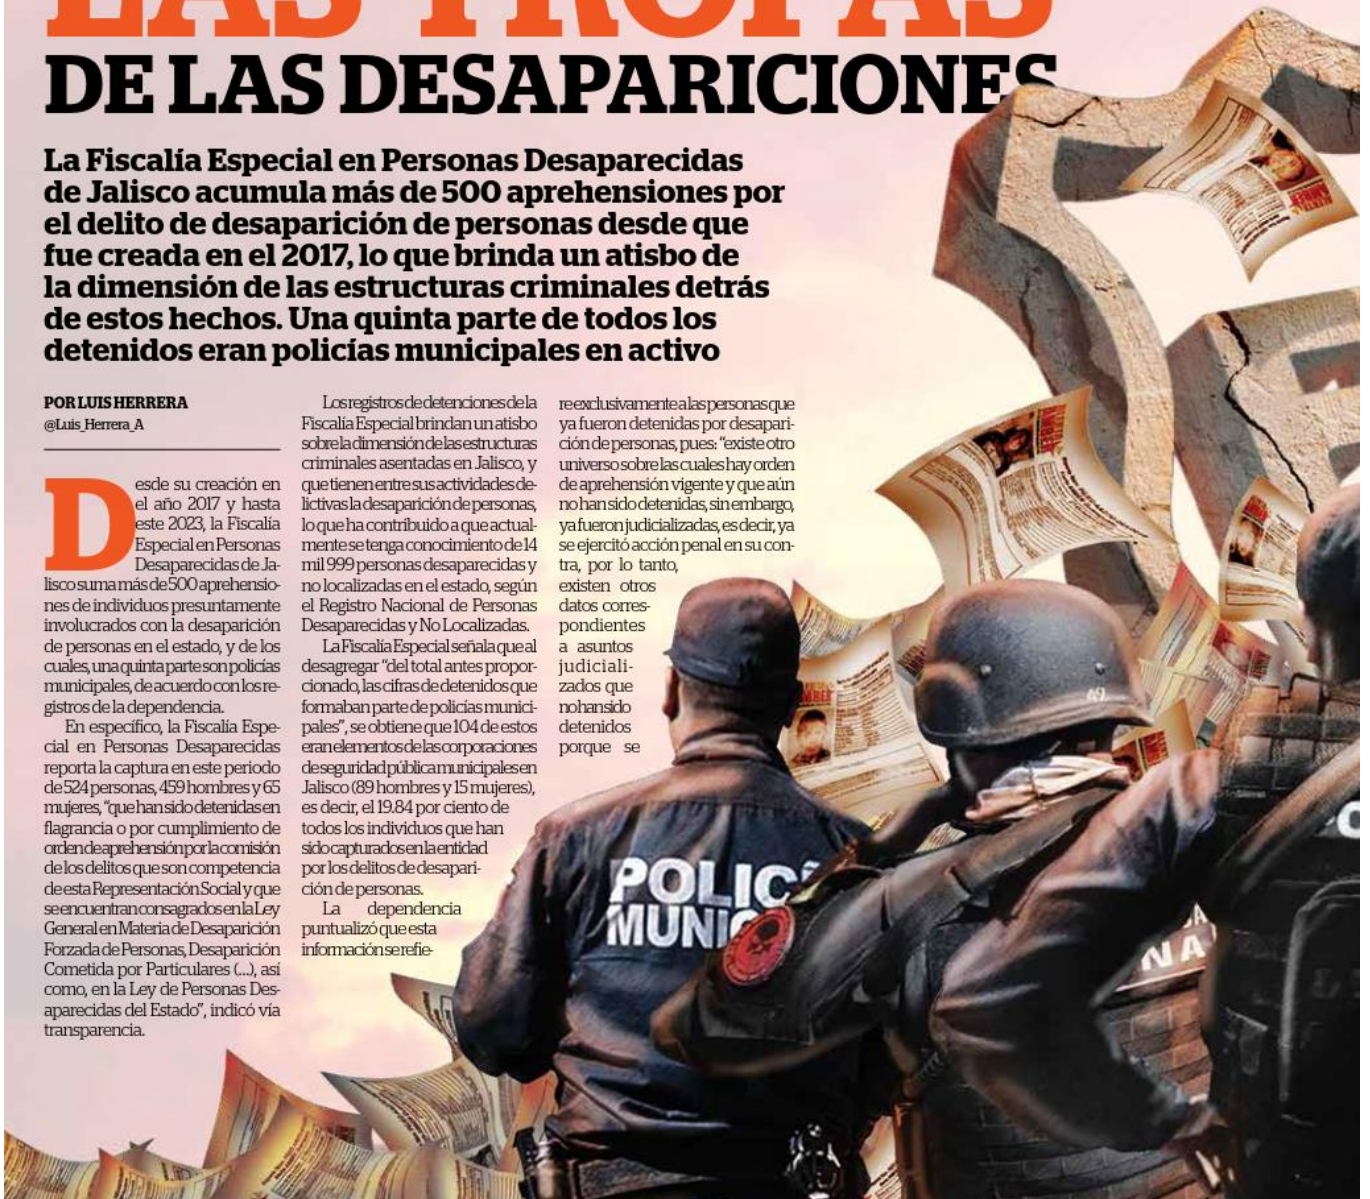 LAS TROPAS
DE LAS DESAPARICIONES
La Fiscalía Especial en Personas Desaparecidas
de Jalisco acumula más de 500 aprehensiones por
el delito de desaparición de personas desde que
fue creada en el 2017, lo que brinda un atisbo de
la dimensión de las estructuras criminales detrás
de estos hechos. Una quinta parte de todos los
detenidos eran policías municipales en activo
POR LUIS HERRERA
@Luis_Herrera_A
Desde su creación en
el año 2017 y hasta
este 2023, la Fiscalía
Especial en Personas
Desaparecidas de Ja-
lisco suma más de 500 aprehensio-
nes de individuos presuntamente
involucrados con la desaparición
de personas en el estado, y de los
cuales, una quinta parte son policías
municipales, de acuerdo con los re-
gistros de la dependencia.
En específico, la Fiscalía Espe-
cial en Personas Desaparecidas
reporta la captura en este periodo
de 524 personas, 459 hombres y 65
mujeres, “que han sido detenidas en
flagrancia o por cumplimiento de
orden de aprehensión por la comisión
de los delitos que son competencia
de esta Representación Social y que
se encuentran consagrados en la Ley
General en Materia de Desaparición
Forzada de Personas, Desaparición
Cometida por Particulares (...), así
como, en la Ley de Personas Des-
aparecidas del Estado”, indicó vía
transparencia.
Los registros de detenciones de la
Fiscalía Especial brindan un atisbo
sobre la dimensión de las estructuras
criminales asentadas en Jalisco, y
que tienen entre sus actividades de-
lictivas la desaparición de personas,
lo que ha contribuido a que actual-
mente se tenga conocimiento de 14
mil 999 personas desaparecidas y
no localizadas en el estado, según
el Registro Nacional de Personas
Desaparecidas y No Localizadas.
La Fiscalía Especial señala que al
desagregar “del total antes propor-
cionado, las cifras de detenidos que
formaban parte de policías munici-
pales”, se obtiene que 104 de estos
eran elementos de las corporaciones
de seguridad pública municipales en
Jalisco (89 hombres y 15 mujeres),
es decir, el 19.84 por ciento de
todos los individuos que han
sido capturados en la entidad
por los delitos de desapari-
ción de personas.
La dependencia
puntualizó que esta
información se refie-
re exclusivamente a las personas que
ya fueron detenidas por desapari-
ción de personas, pues: “existe otro
universo sobre las cuales hay orden
de aprehensión vigente y que aún
no han sido detenidas, sin embargo,
ya fueron judicializadas, es decir, ya
se ejercitó acción penal en su con-
tra, por lo tanto,
existen otros
datos corres-
pondientes
a asuntos
judiciali-
zados que
no han sido
detenidos
porque se
POLICÍ
MUNIC
49
NA